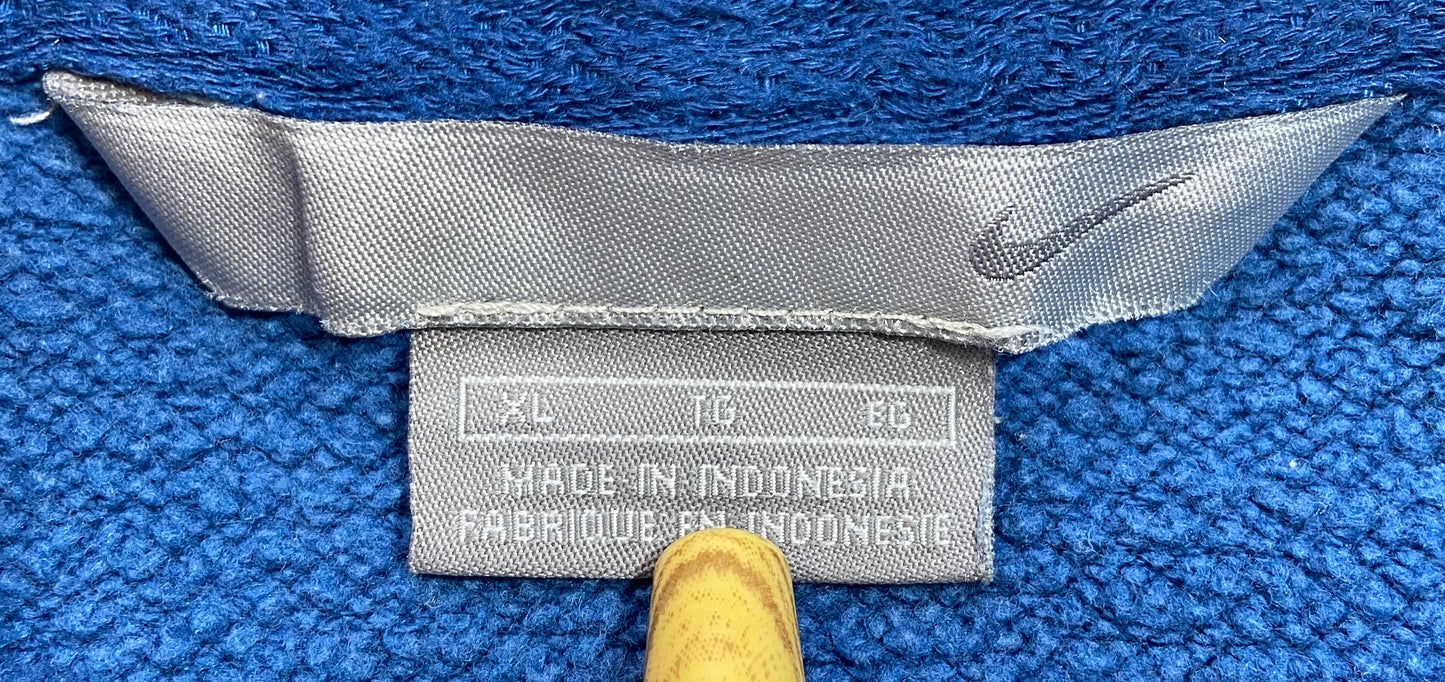 XL TG EG
MADE IN INDONESIA
FABRIQUE EN INDONESIE